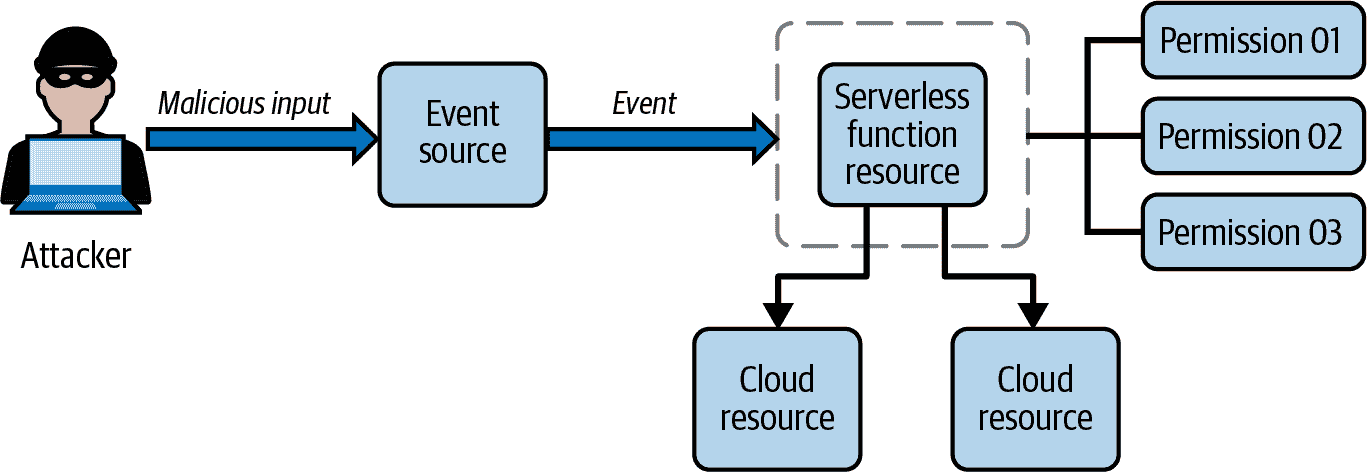 Attacker
Malicious input
Event
source
Event
Serverless
function
resource
Permission 01
Permission 02
Permission 03
Cloud
resource
Cloud
resource